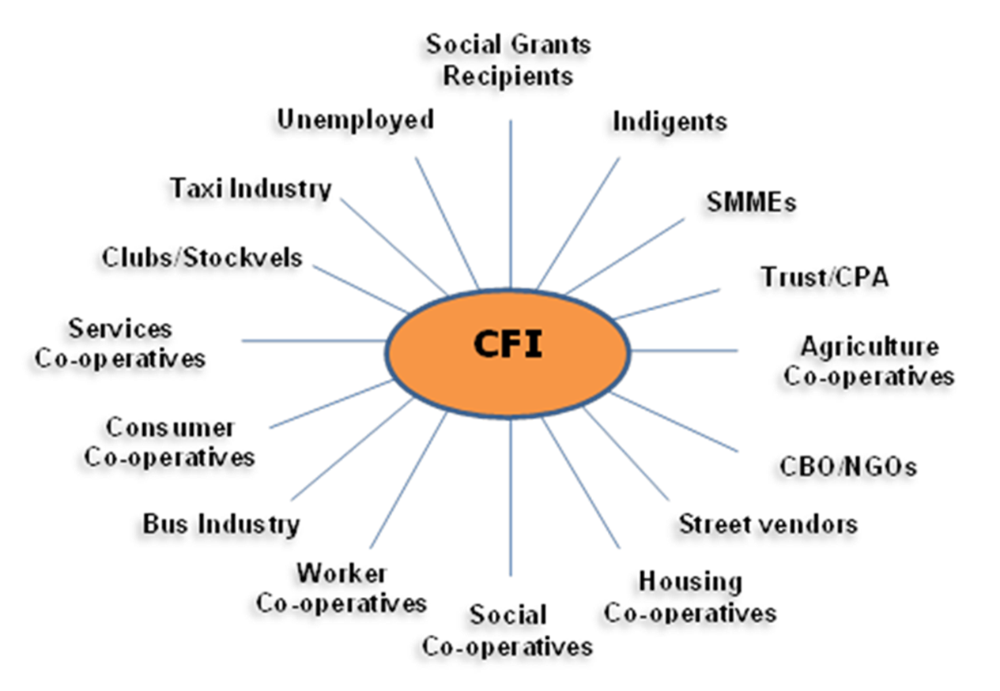 Social Grants
Recipients
Unemployed
Indigents
Taxi Industry
SMMEs
Clubs/Stockvels
Trust/CPA
Services
Co-operatives
CFI
Agriculture
Co-operatives
Consumer
Co-operatives
CBO/NGOs
Bus Industry
Street vendors
Worker
Co-operatives
Housing
Co-operatives
Social
Co-operatives